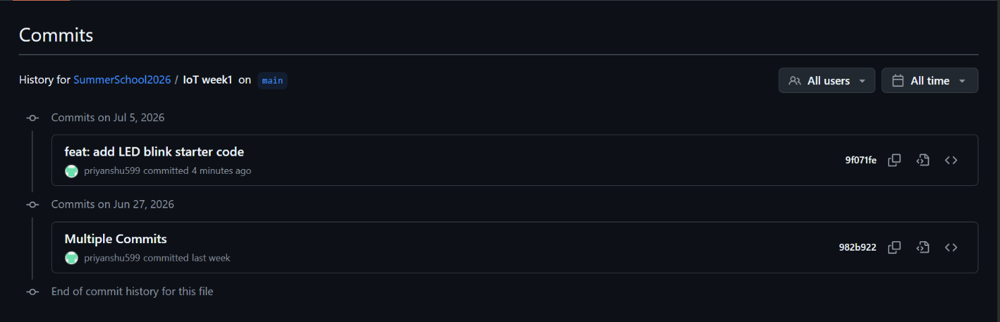 Commits
History for SummerSchool2026 / IoT week1 on main
All users
All time
Commits on Jul 5, 2026
feat: add LED blink starter code
9f071fe
priyanshu599 committed 4 minutes ago
Commits on Jun 27, 2026
Multiple Commits
982b922
priyanshu599 committed last week
End of commit history for this file